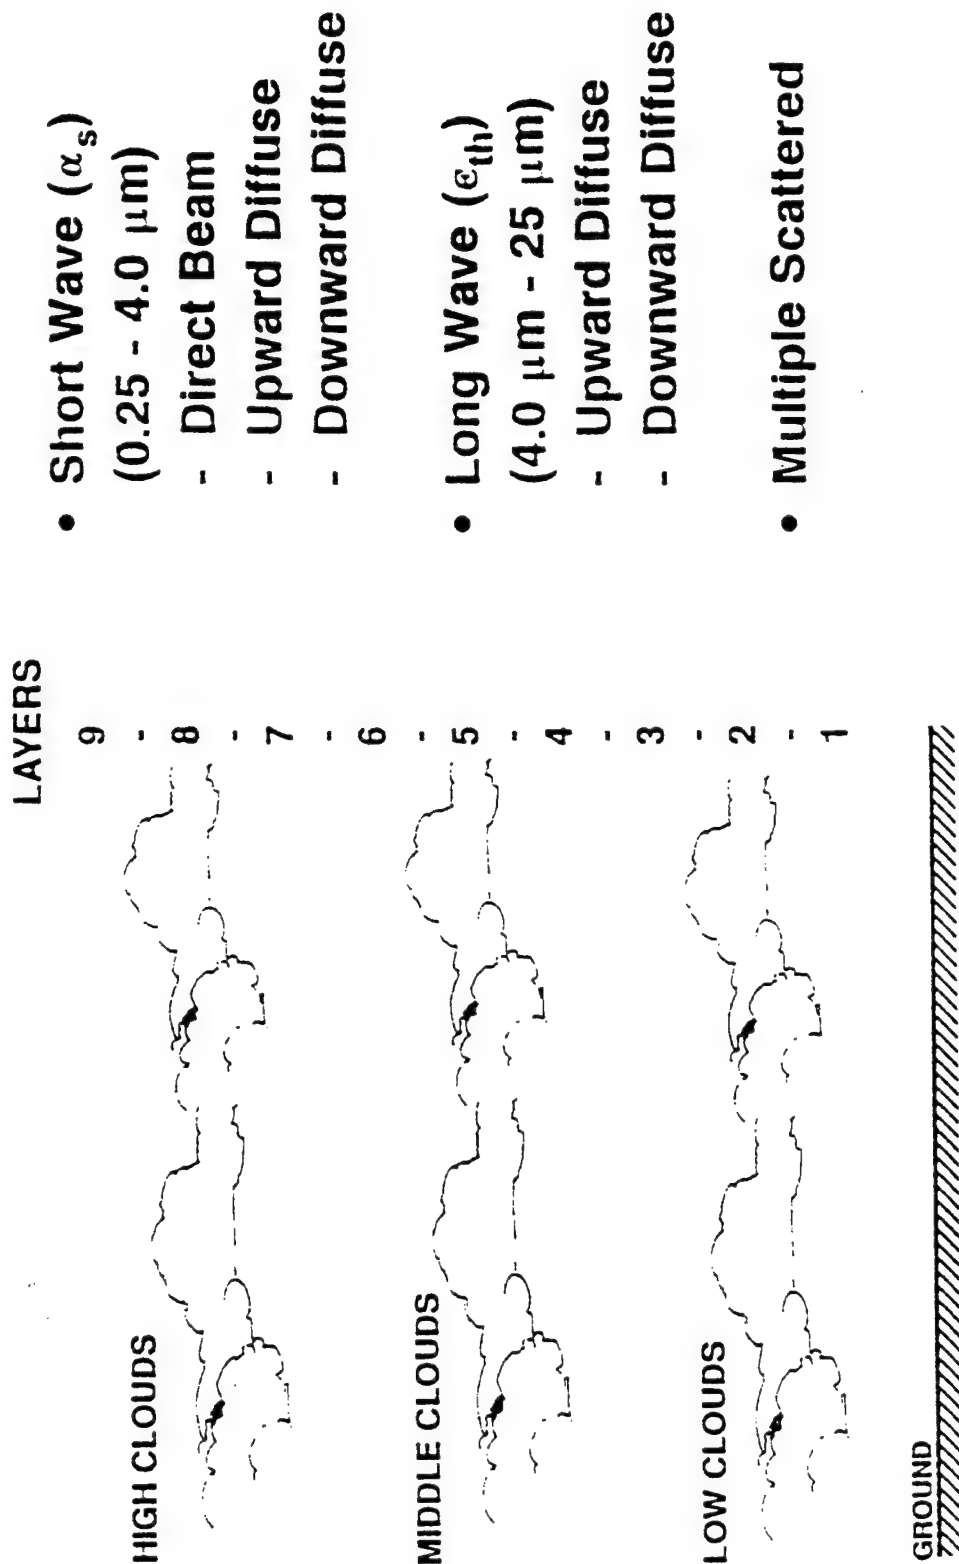 LAYERS
HIGH CLOUDS
9
-
8
-
7
-
MIDDLE CLOUDS
6
-
5
-
4
-
LOW CLOUDS
3
-
2
-
1
GROUND
• Short Wave (αs)
(0.25 - 4.0 μm)
- Direct Beam
- Upward Diffuse
- Downward Diffuse
• Long Wave (ϵth)
(4.0 μm - 25 μm)
- Upward Diffuse
- Downward Diffuse
• Multiple Scattered